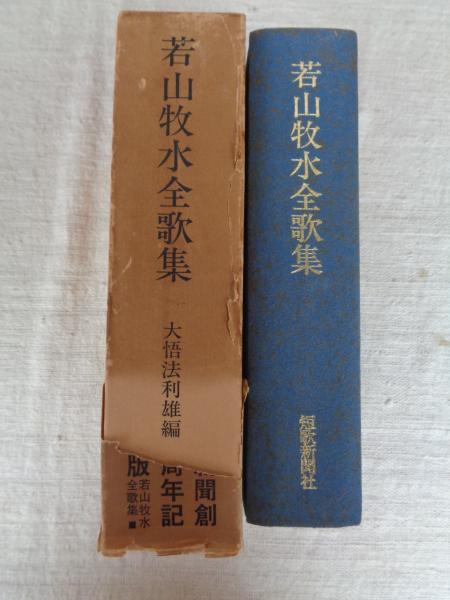 若山牧水全歌集
大悟法利雄編
聞創
周年記
版
若山牧水
全歌集■
若山牧水全歌集
短歌新聞社